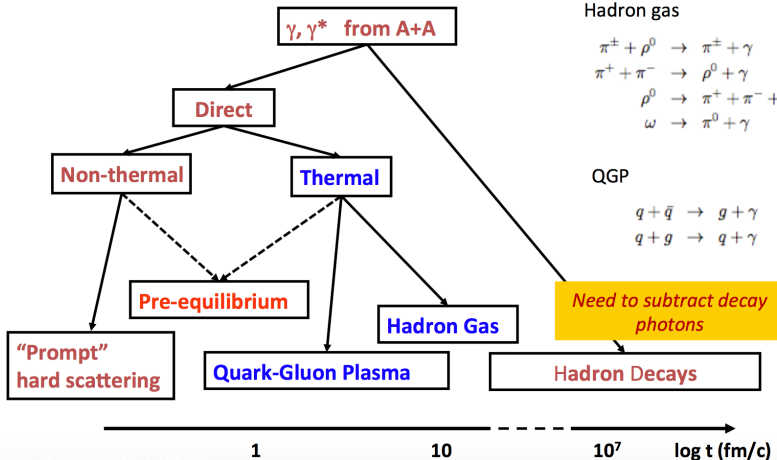 γ, γ* from A+A
Hadron gas
π± + ρ⁰ → π± + γ
π⁺ + π⁻ → ρ⁰ + γ
ρ⁰ → π⁺ + π⁻ +
ω → π⁰ + γ
Direct
Non-thermal
Thermal
QGP
q + q̄ → g + γ
q + g → q + γ
Pre-equilibrium
Need to subtract decay
photons
Hadron Gas
"Prompt"
hard scattering
Quark-Gluon Plasma
Hadron Decays
1 10 10⁷ log t (fm/c)